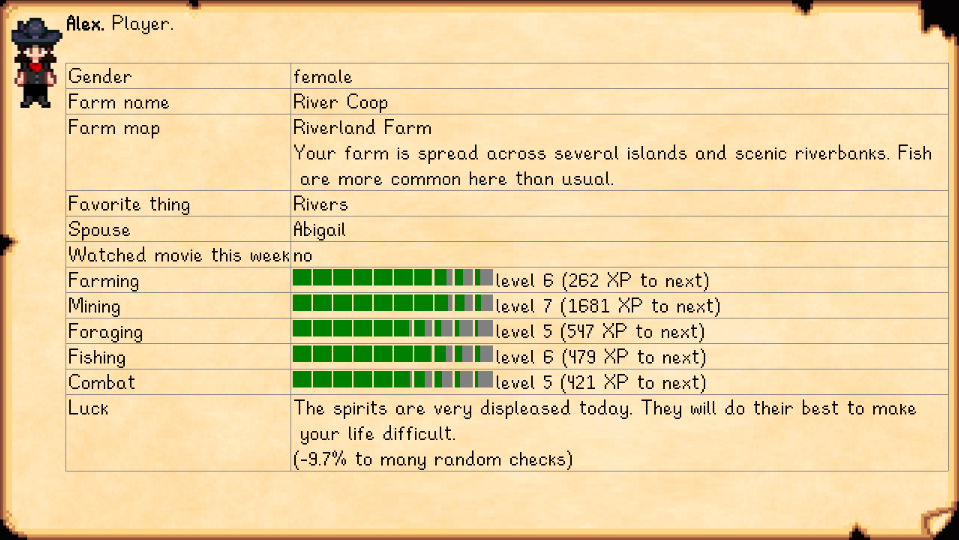 Alex. Player.
Gender female
Farm name River Coop
Farm map Riverland Farm
Your farm is spread across several islands and scenic riverbanks. Fish
are more common here than usual.
Favorite thing Rivers
Spouse Abigail
Watched movie this week no
Farming level 6 (262 XP to next)
Mining level 7 (1681 XP to next)
Foraging level 5 (547 XP to next)
Fishing level 6 (479 XP to next)
Combat level 5 (421 XP to next)
Luck The spirits are very displeased today. They will do their best to make
your life difficult.
(-9.7% to many random checks)